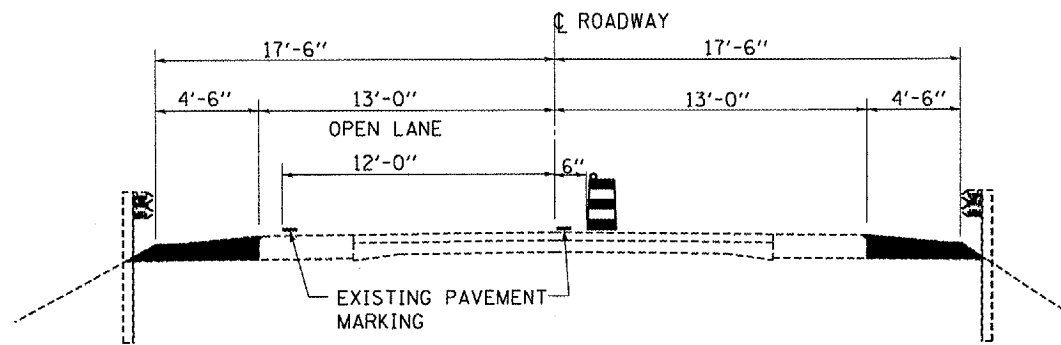 ℄ ROADWAY
17'-6" 17'-6"
4'-6" 13'-0" 13'-0" 4'-6"
OPEN LANE
12'-0" 6"
EXISTING PAVEMENT
MARKING